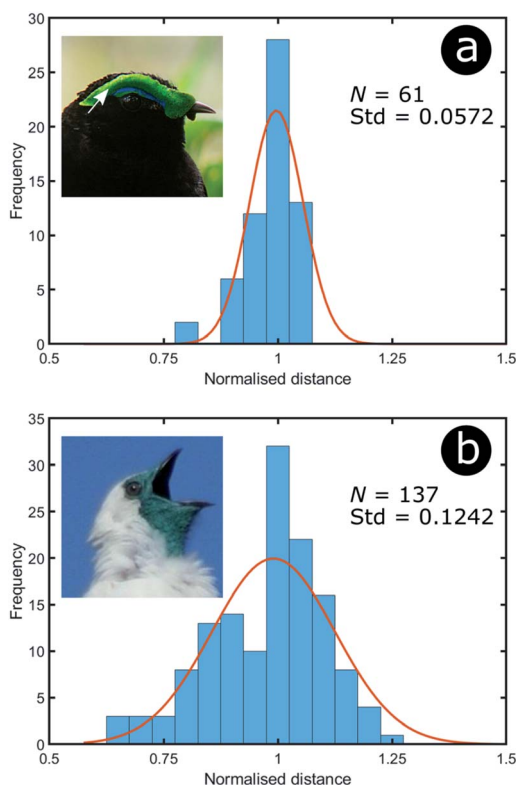 30
25
20
15
10
5
0
Frequency
a
N = 61
Std = 0.0572
0.5
0.75
1
1.25
1.5
Normalised distance
35
30
25
20
15
10
5
0
Frequency
b
N = 137
Std = 0.1242
0.5
0.75
1
1.25
1.5
Normalised distance